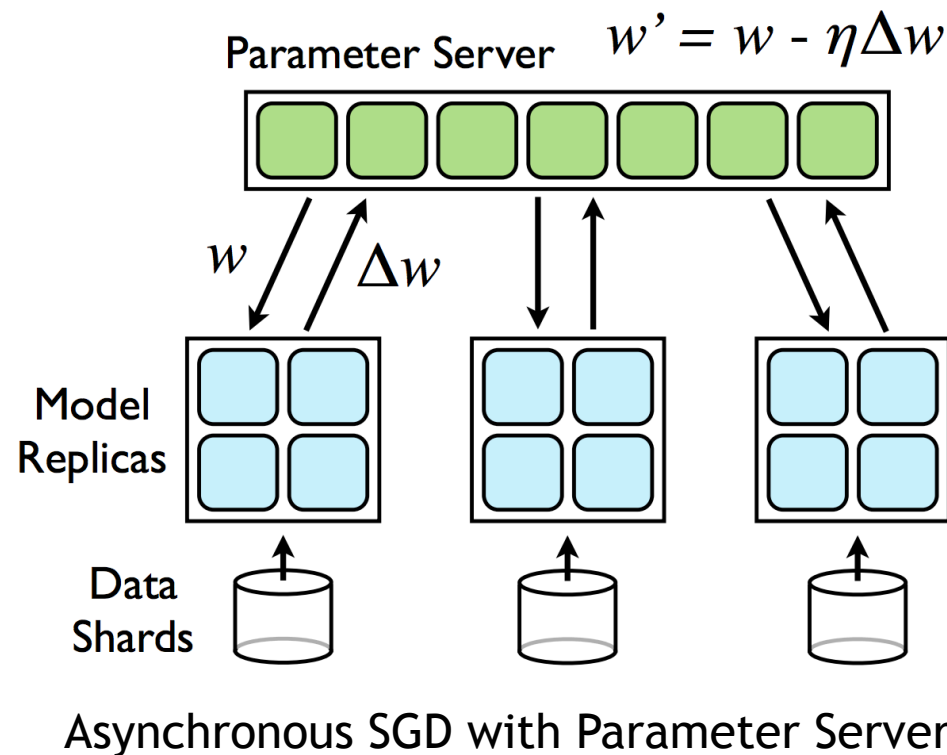 Parameter Server
w’ = w - ηΔw
w
Δw
Model
Replicas
Data
Shards
Asynchronous SGD with Parameter Server